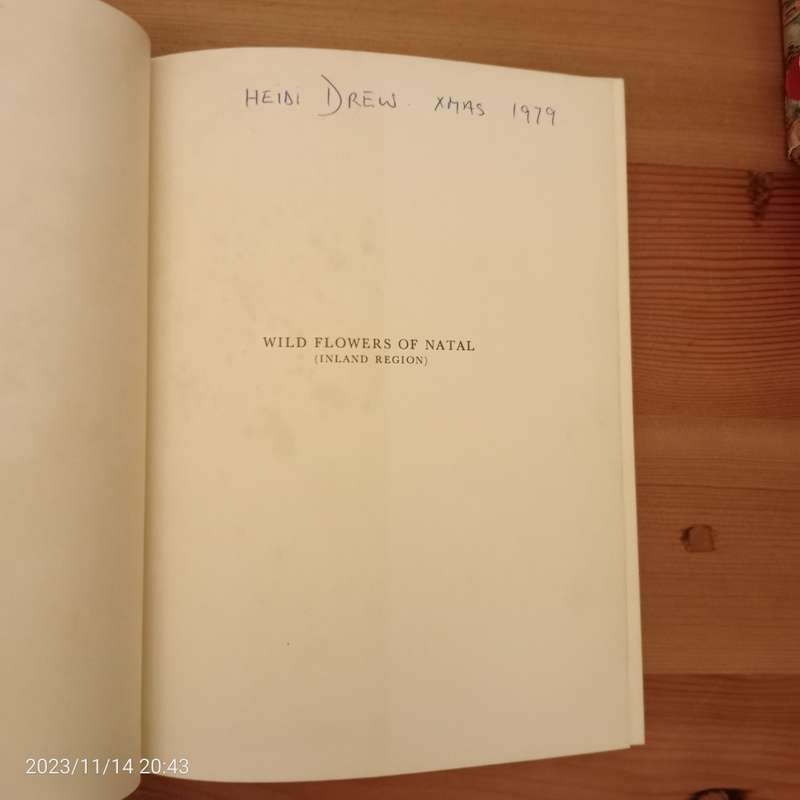 HEIDI DREW. XMAS 1979
WILD FLOWERS OF NATAL
(INLAND REGION)
2023/11/14 20:43